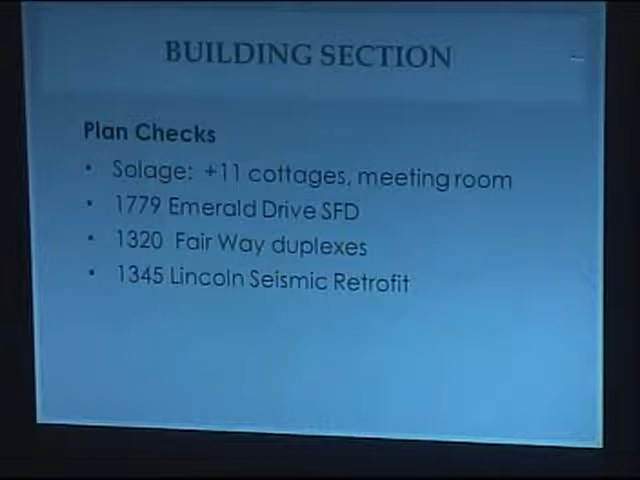 BUILDING SECTION
Plan Checks
• Solage: +11 cottages, meeting room
• 1779 Emerald Drive SFD
• 1320 Fair Way duplexes
• 1345 Lincoln Seismic Retrofit